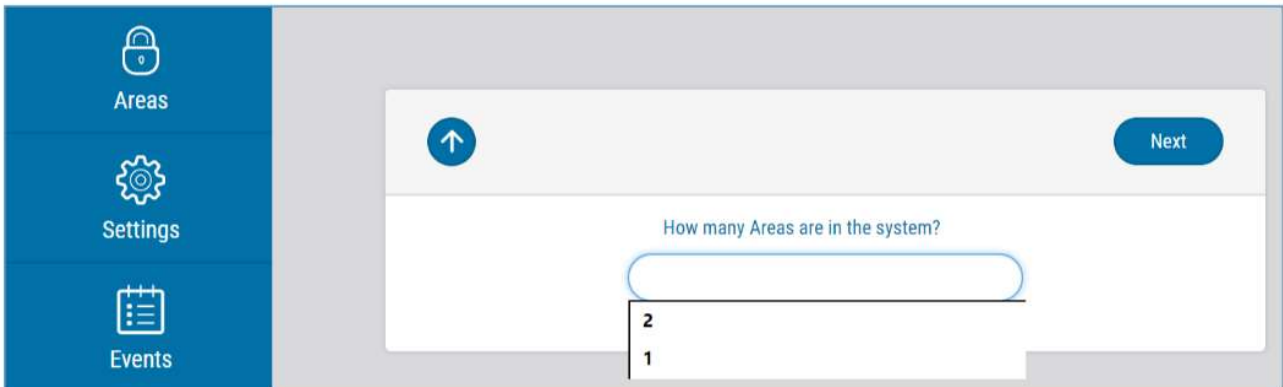 Areas
Settings
Events
Next
How many Areas are in the system?
2
1